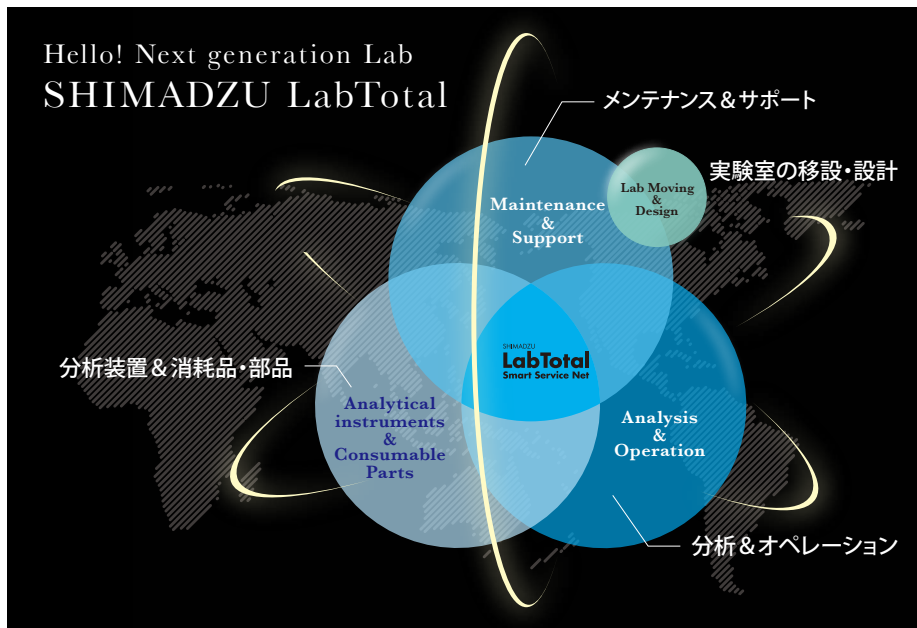 Hello! Next generation Lab
SHIMADZU LabTotal
メンテナンス&サポート
実験室の移設・設計
Lab Moving
&
Design
Maintenance
&
Support
SHIMADZU
LabTotal
Smart Service Net
分析装置&消耗品・部品
Analytical
instruments
&
Consumable
Parts
Analysis
&
Operation
分析&オペレーション